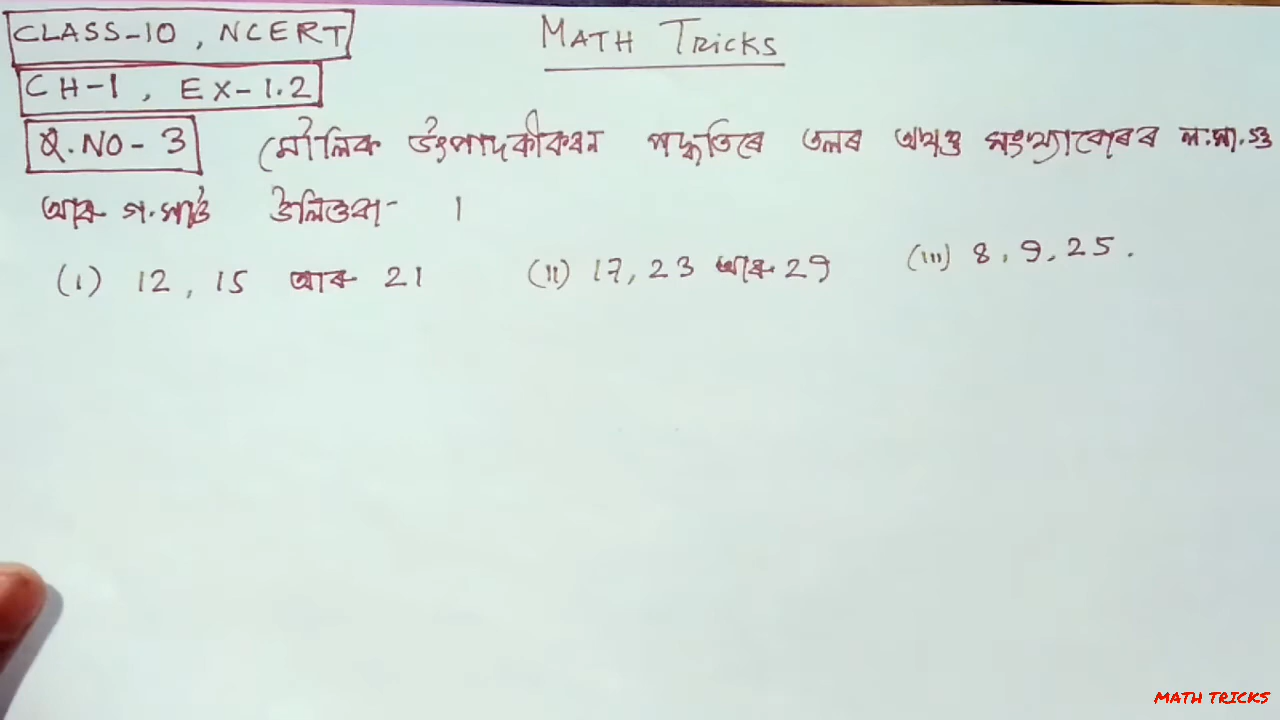 CLASS-10, NCERT
MATH TRICKS
CH-1, EX-1.2
Q.NO-3 মৌলিক উৎপাদকীকৰন পদ্ধতিৰে তলৰ অখণ্ড সংখ্যাবোৰৰ ল.সা.গু
আৰু গ.সা.উ উলিওৱা- ।
(i) 12, 15 আৰু 21 (ii) 17, 23 আৰু 29 (iii) 8, 9, 25.
MATH TRICKS